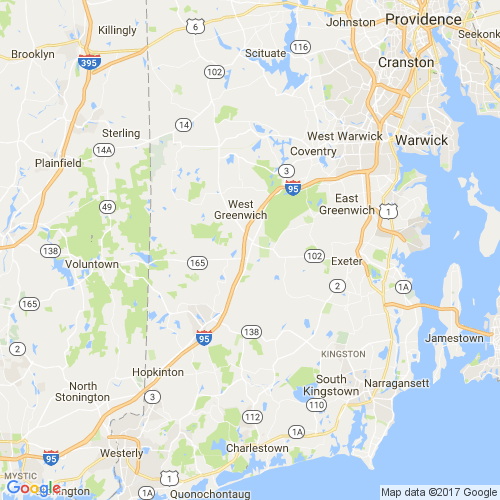 Killingly
6
Johnston
Providence
Seekonk
Brooklyn
395
Scituate
116
Cranston
102
14
Sterling
West Warwick
Warwick
14A
Coventry
Plainfield
3
95
49
West
Greenwich
East
Greenwich
1
138
Voluntown
165
102
Exeter
165
2
1A
95
138
Jamestown
2
KINGSTON
Hopkinton
North
Stonington
3
South
Kingstown
Narragansett
110
112
1A
Charlestown
95
Westerly
MYSTIC
1
Google
1A
Quonochontaug
Map data ©2017 Google